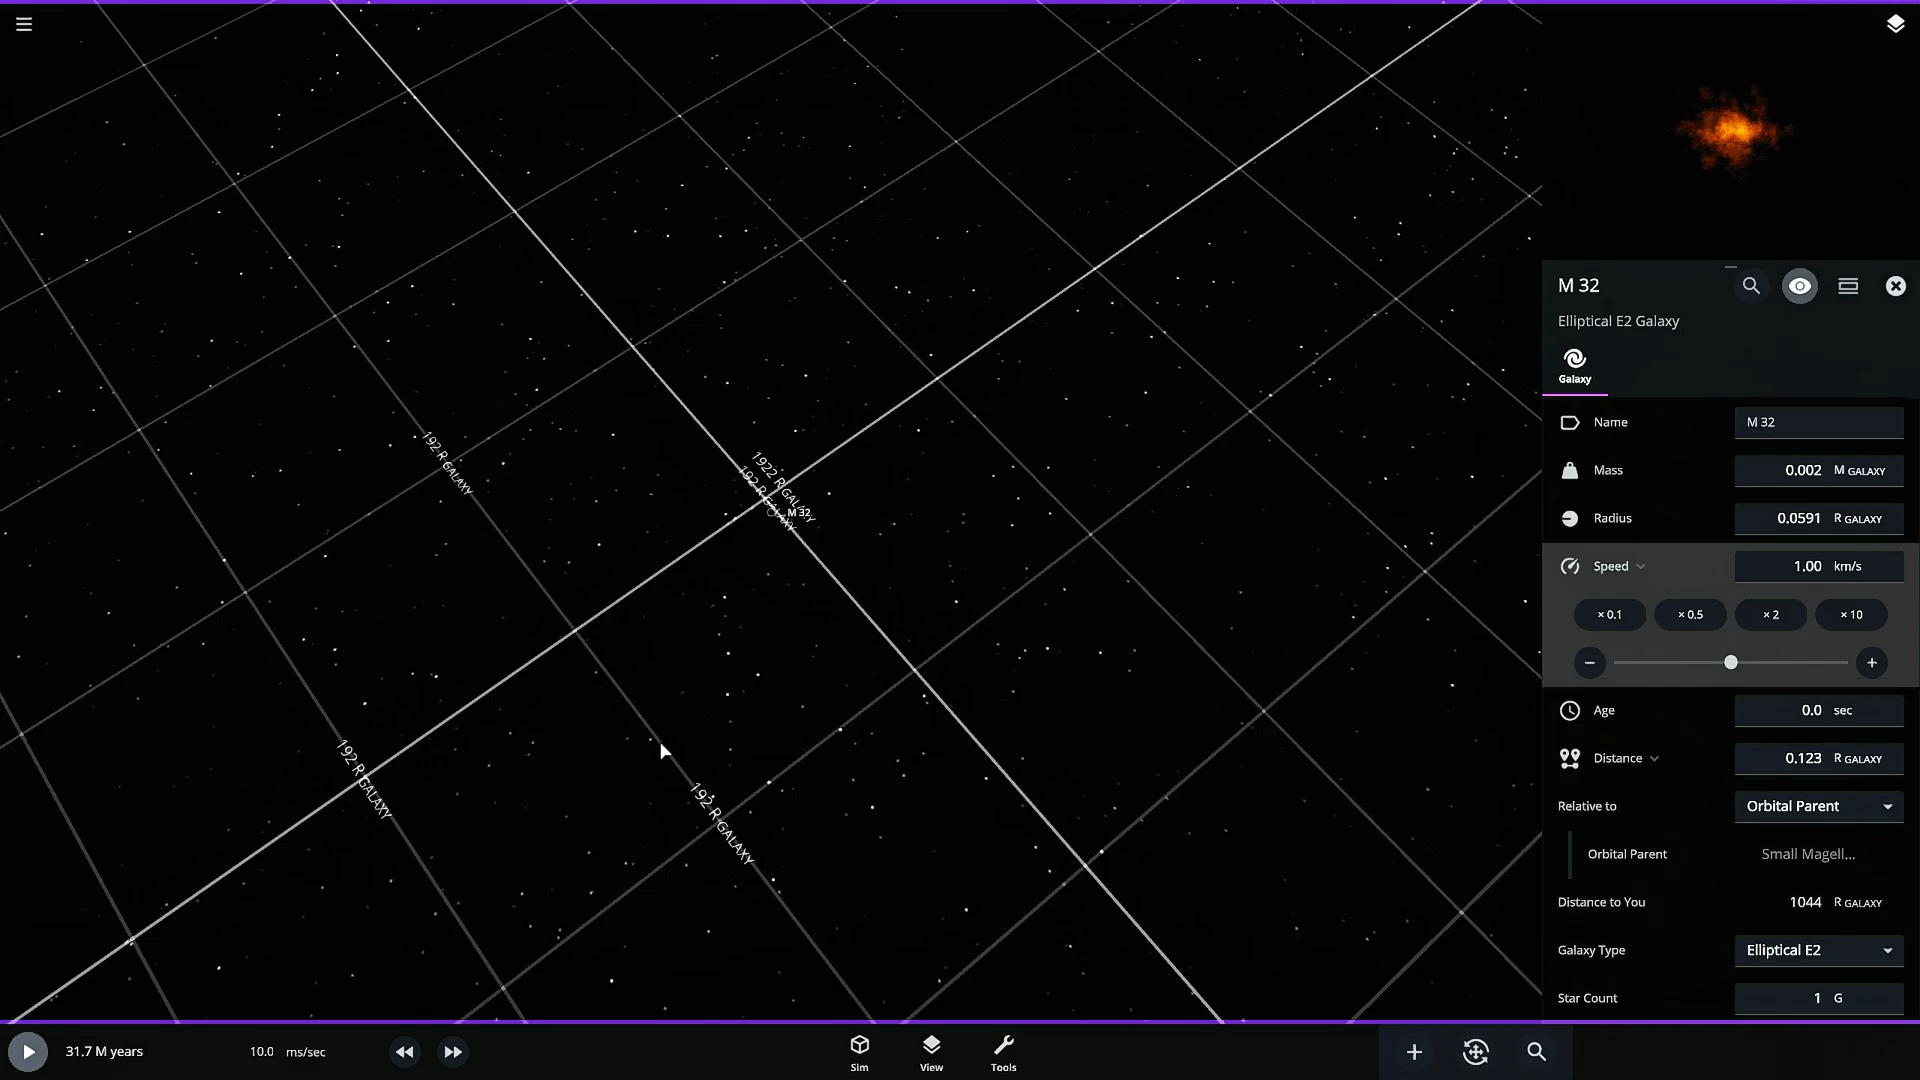 192 R GALAXY
1922 R GALAXY
192 R GALAXY
M 32
192 R GALAXY
192 R GALAXY
M 32
Elliptical E2 Galaxy
Galaxy
Name M 32
Mass 0.002 M GALAXY
Radius 0.0591 R GALAXY
Speed 1.00 km/s
× 0.1 × 0.5 × 2 × 10
Age 0.0 sec
Distance 0.123 R GALAXY
Relative to Orbital Parent
Orbital Parent Small Magell...
Distance to You 1044 R GALAXY
Galaxy Type Elliptical E2
Star Count 1 G
31.7 M years 10.0 ms/sec
Sim View Tools